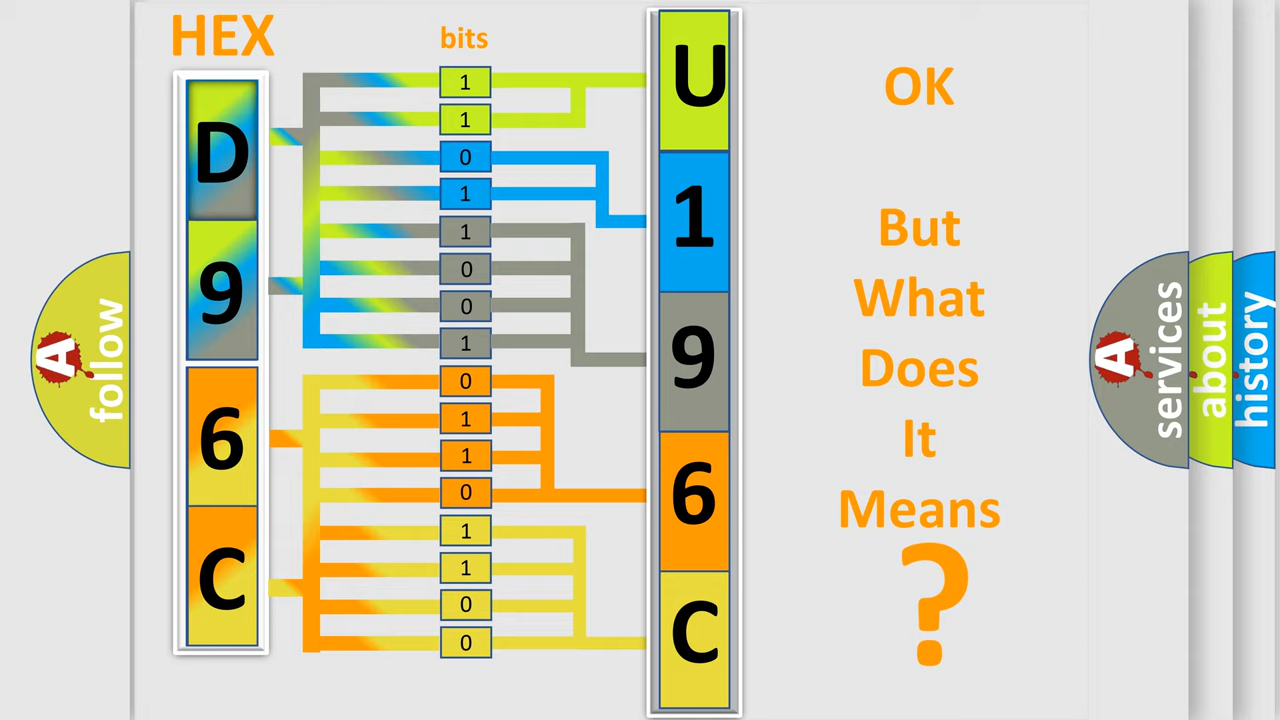 HEX
bits
D
9
6
C
1
1
0
1
1
0
0
1
0
1
1
0
1
1
0
0
U
1
9
6
C
OK
But
What
Does
It
Means
?
A
follow
A
services
about
history